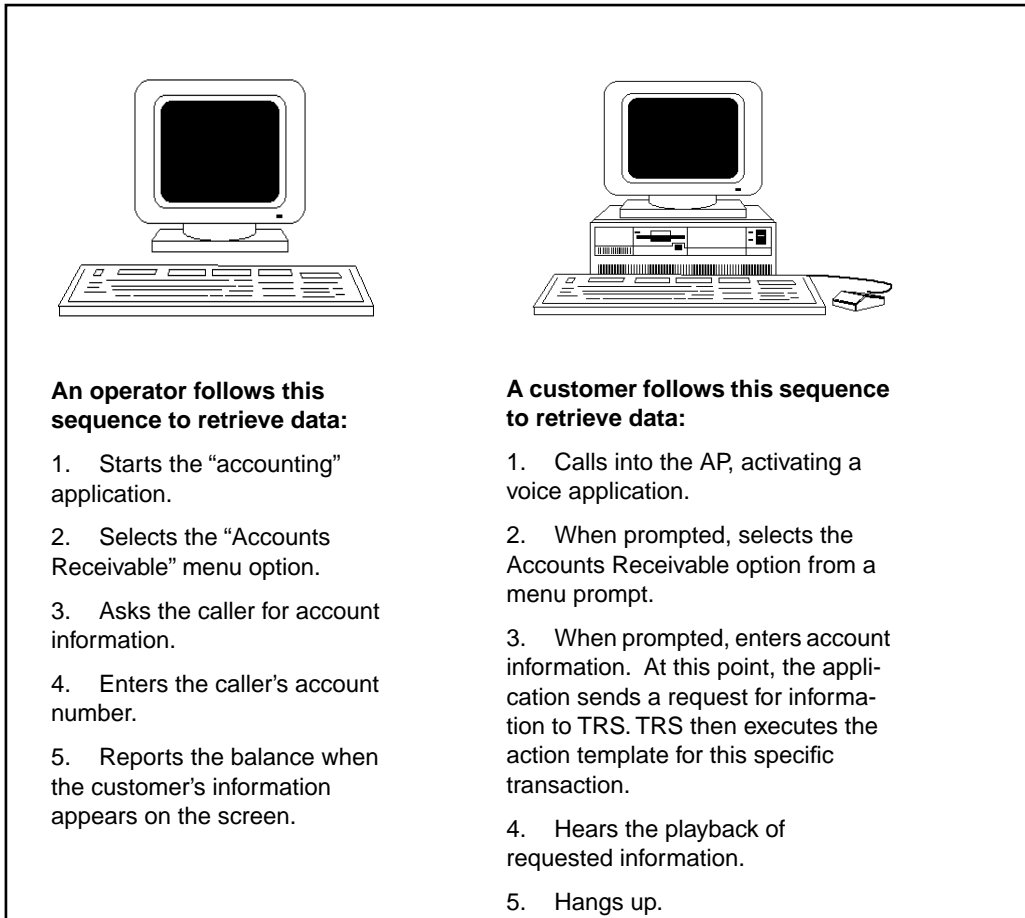 An operator follows this
sequence to retrieve data:
1. Starts the “accounting”
application.
2. Selects the “Accounts
Receivable” menu option.
3. Asks the caller for account
information.
4. Enters the caller’s account
number.
5. Reports the balance when
the customer’s information
appears on the screen.
A customer follows this sequence
to retrieve data:
1. Calls into the AP, activating a
voice application.
2. When prompted, selects the
Accounts Receivable option from a
menu prompt.
3. When prompted, enters account
information. At this point, the appli-
cation sends a request for informa-
tion to TRS. TRS then executes the
action template for this specific
transaction.
4. Hears the playback of
requested information.
5. Hangs up.